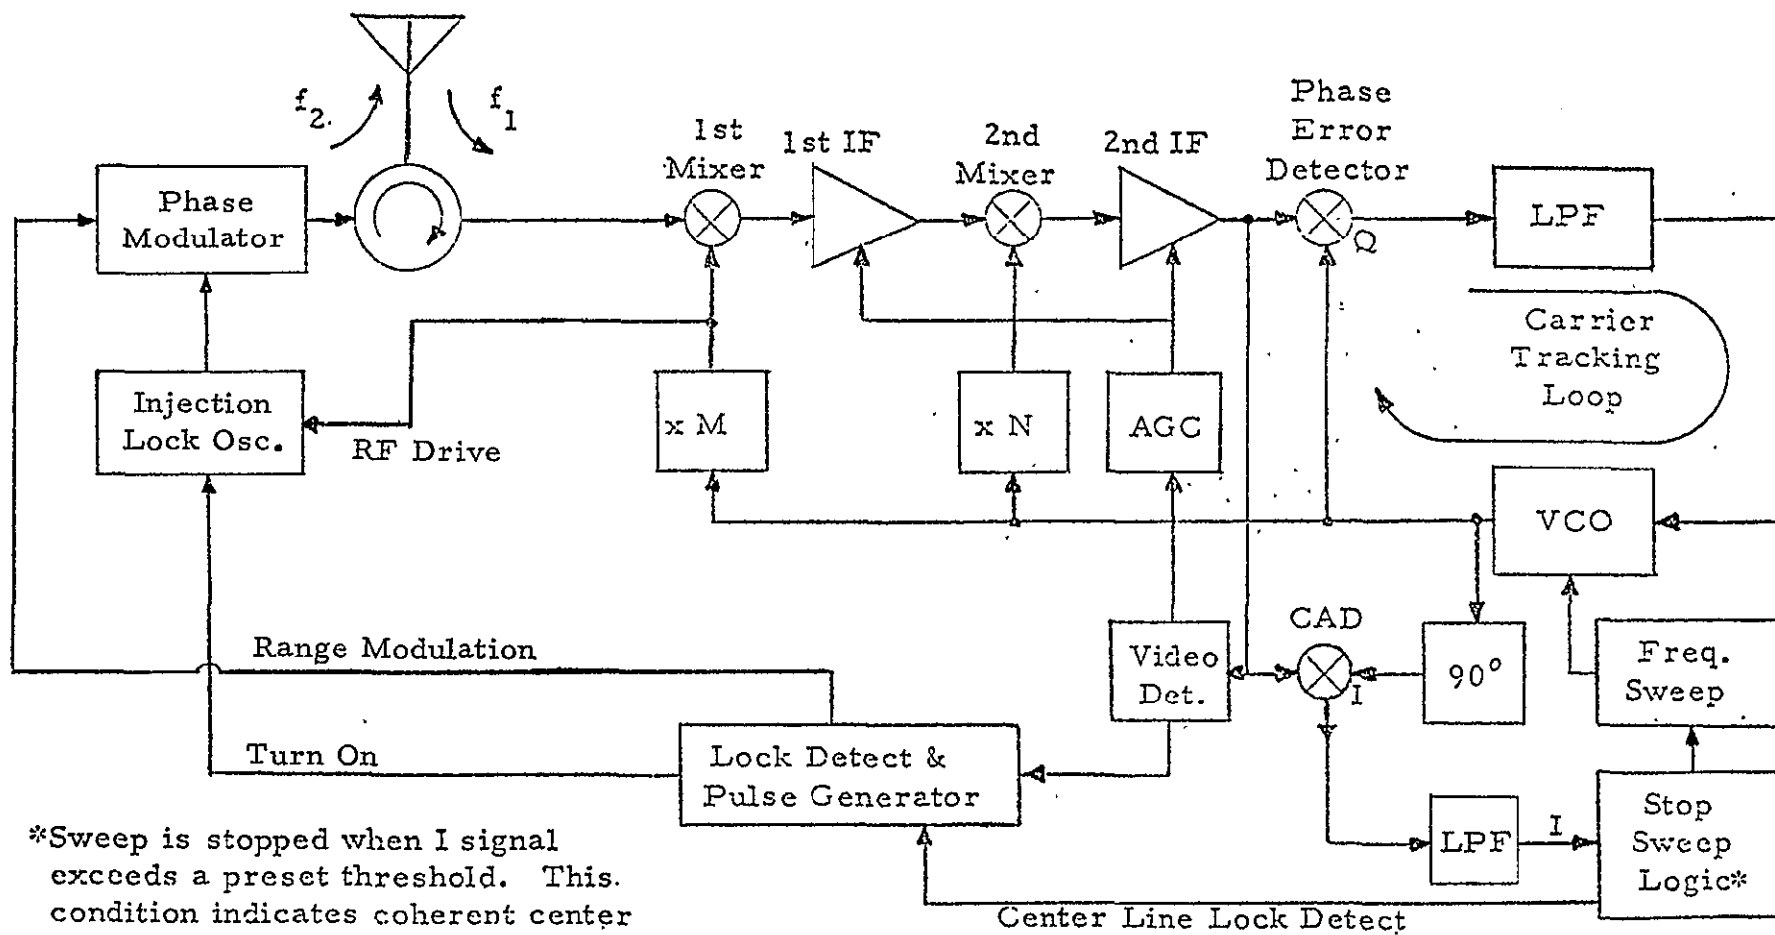 f2.
f1
Phase
Modulator
1st
Mixer
1st IF
2nd
Mixer
2nd IF
Phase
Error
Detector
Q
LPF
Carrier
Tracking
Loop
Injection
Lock Osc.
RF Drive
x M
x N
AGC
VCO
Range Modulation
Turn On
Video
Det.
CAD
I
90°
Freq.
Sweep
Lock Detect &
Pulse Generator
LPF
I
Stop
Sweep
Logic*
Center Line Lock Detect
*Sweep is stopped when I signal
exceeds a preset threshold. This.
condition indicates coherent center